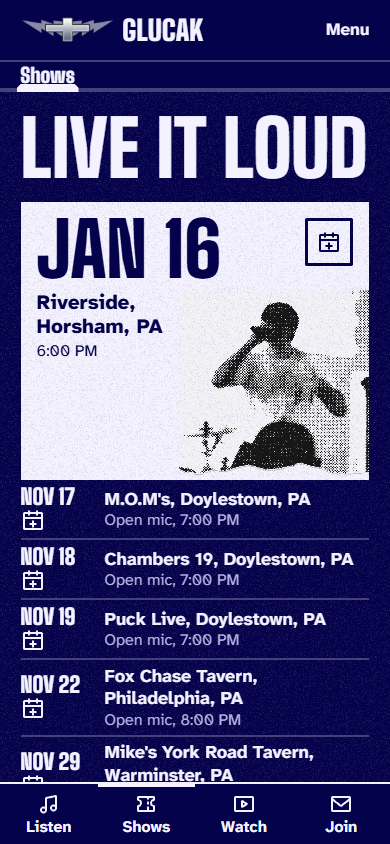 GLUCAK
Menu
Shows
LIVE IT LOUD
JAN 16
Riverside,
Horsham, PA
6:00 PM
NOV 17
M.O.M's, Doylestown, PA
Open mic, 7:00 PM
NOV 18
Chambers 19, Doylestown, PA
Open mic, 7:00 PM
NOV 19
Puck Live, Doylestown, PA
Open mic, 7:00 PM
NOV 22
Fox Chase Tavern,
Philadelphia, PA
Open mic, 8:00 PM
NOV 29
Mike's York Road Tavern,
Warminster, PA
Listen
Shows
Watch
Join